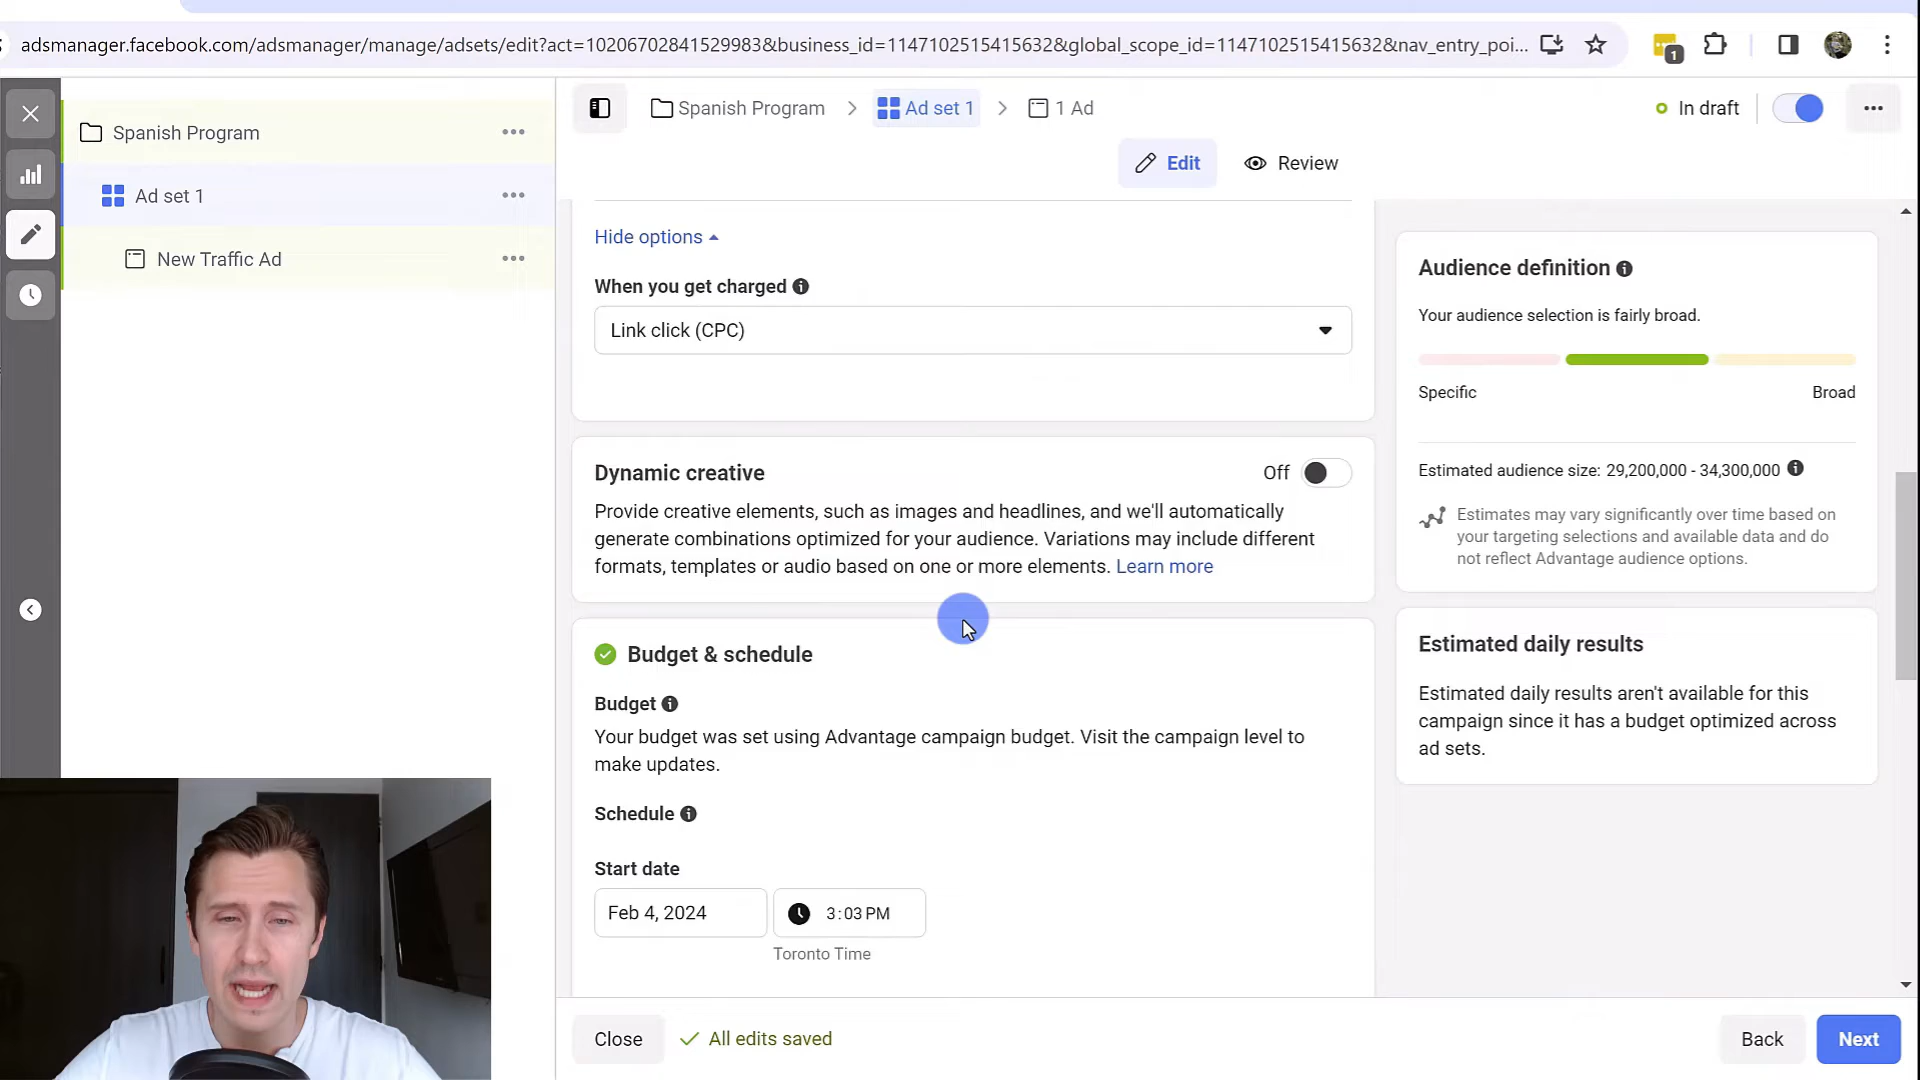 adsmanager.facebook.com/adsmanager/manage/adsets/edit?act=10206702841529983&business_id=1147102515415632&global_scope_id=1147102515415632&nav_entry_poi...
1
Spanish Program
Ad set 1
New Traffic Ad
Spanish Program
Ad set 1
1 Ad
In draft
Edit
Review
Hide options
When you get charged
Link click (CPC)
Dynamic creative
Off
Provide creative elements, such as images and headlines, and we'll automatically
generate combinations optimized for your audience. Variations may include different
formats, templates or audio based on one or more elements. Learn more
Budget & schedule
Budget
Your budget was set using Advantage campaign budget. Visit the campaign level to
make updates.
Schedule
Start date
Feb 4, 2024
3:03 PM
Toronto Time
Audience definition
Your audience selection is fairly broad.
Specific
Broad
Estimated audience size: 29,200,000 - 34,300,000
Estimates may vary significantly over time based on
your targeting selections and available data and do
not reflect Advantage audience options.
Estimated daily results
Estimated daily results aren't available for this
campaign since it has a budget optimized across
ad sets.
Close
All edits saved
Back
Next